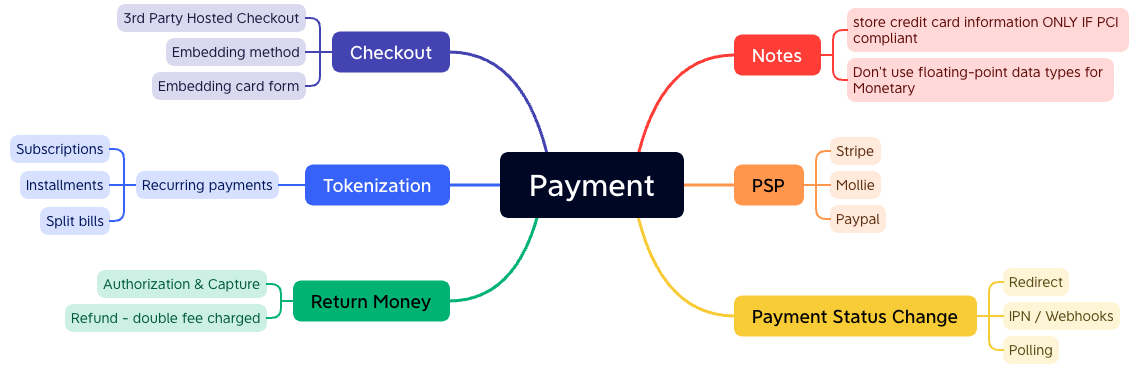 Payment
Checkout
3rd Party Hosted Checkout
Embedding method
Embedding card form
Tokenization
Recurring payments
Subscriptions
Installments
Split bills
Return Money
Authorization & Capture
Refund - double fee charged
Notes
store credit card information ONLY IF PCI
compliant
Don't use floating-point data types for
Monetary
PSP
Stripe
Mollie
Paypal
Payment Status Change
Redirect
IPN / Webhooks
Polling